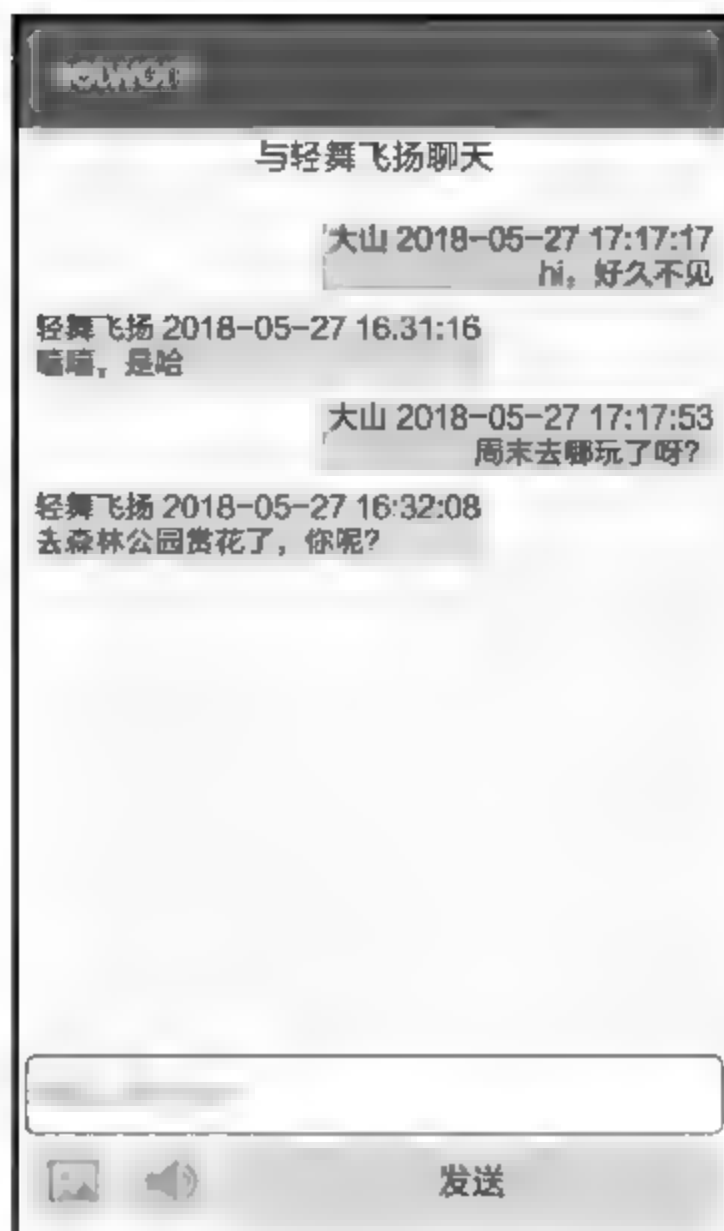 与轻舞飞扬聊天
大山 2018-05-27 17:17:17
hi，好久不见
轻舞飞扬 2018-05-27 16:31:16
嘻嘻，是哈
大山 2018-05-27 17:17:53
周末去哪玩了呀？
轻舞飞扬 2018-05-27 16:32:08
去森林公园赏花了，你呢？
发送